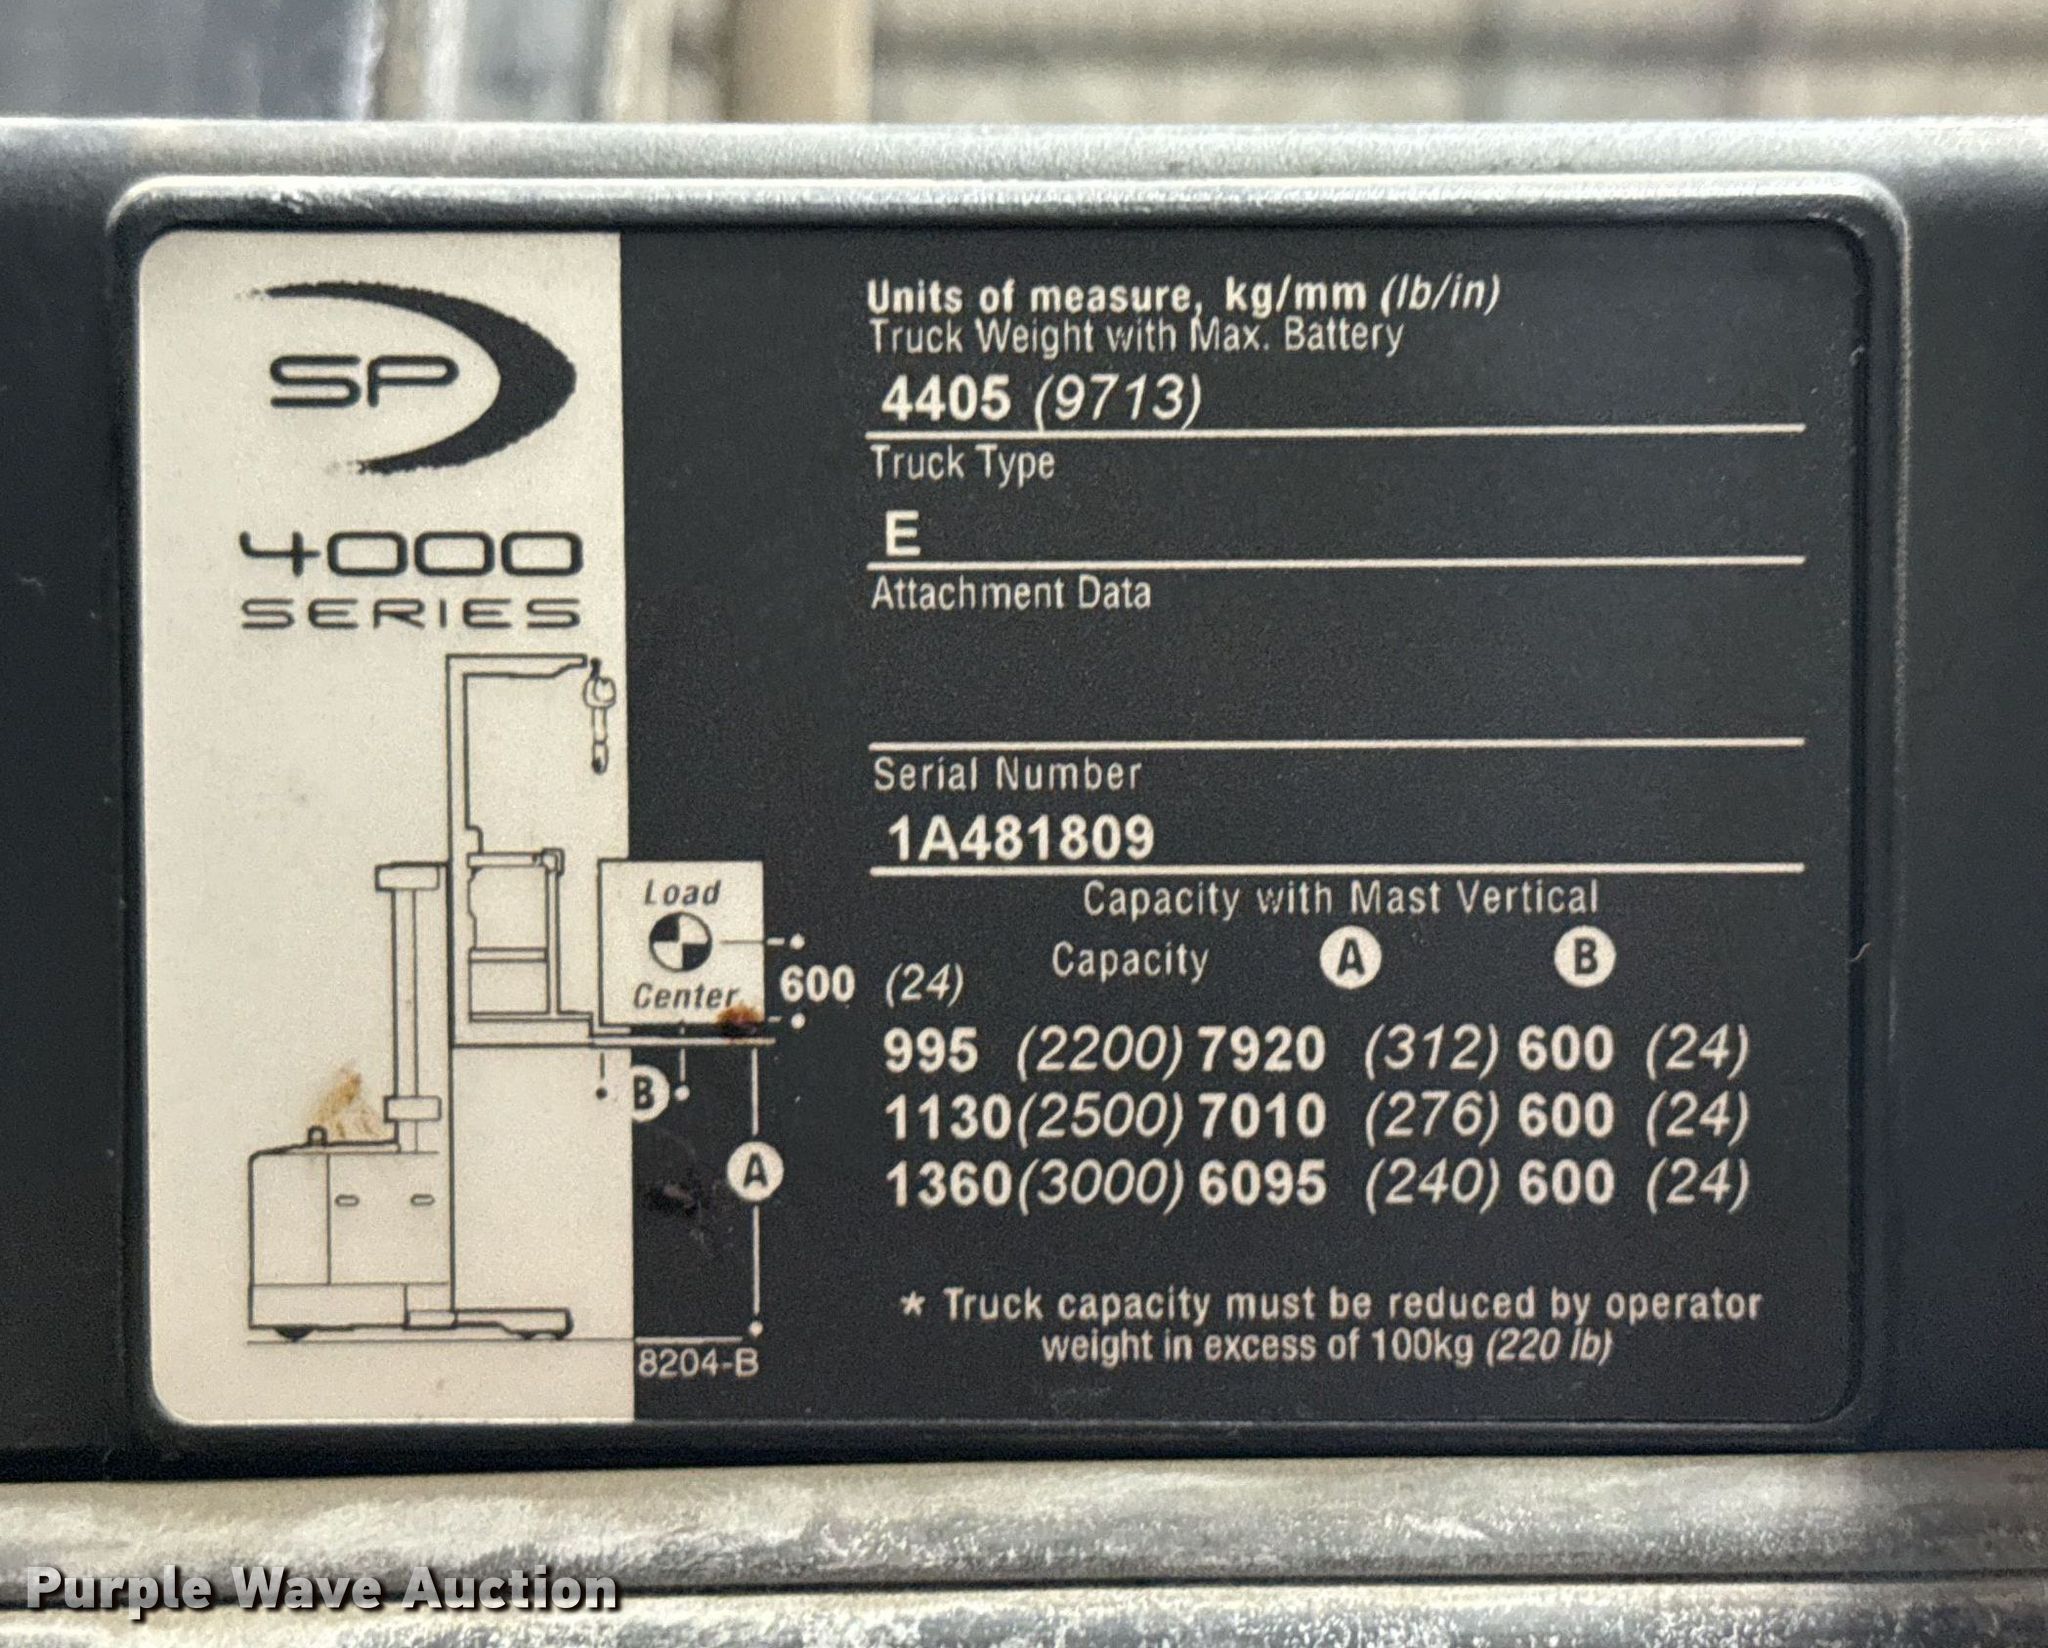 SP
4000
SERIES
Load
Center
600 (24)
B
A
8204-B
Units of measure, kg/mm (lb/in)
Truck Weight with Max. Battery
4405 (9713)
Truck Type
E
Attachment Data
Serial Number
1A481809
Capacity with Mast Vertical
Capacity A B
995 (2200) 7920 (312) 600 (24)
1130 (2500) 7010 (276) 600 (24)
1360 (3000) 6095 (240) 600 (24)
* Truck capacity must be reduced by operator
weight in excess of 100kg (220 lb)
Purple Wave Auction